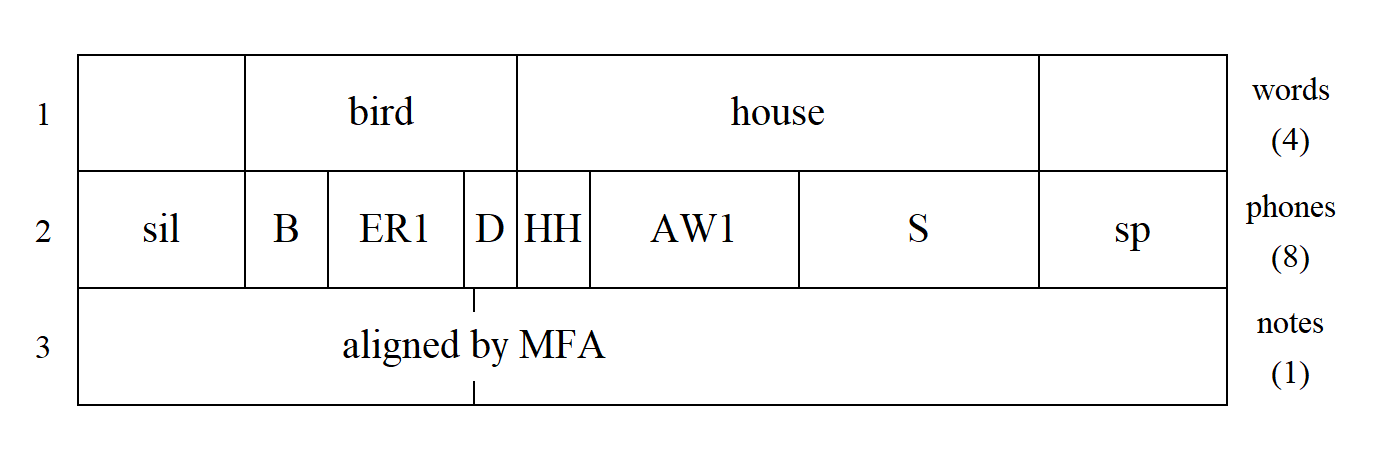 1 bird house words (4)
2 sil B ER1 D HH AW1 S sp phones (8)
3 aligned by MFA notes (1)